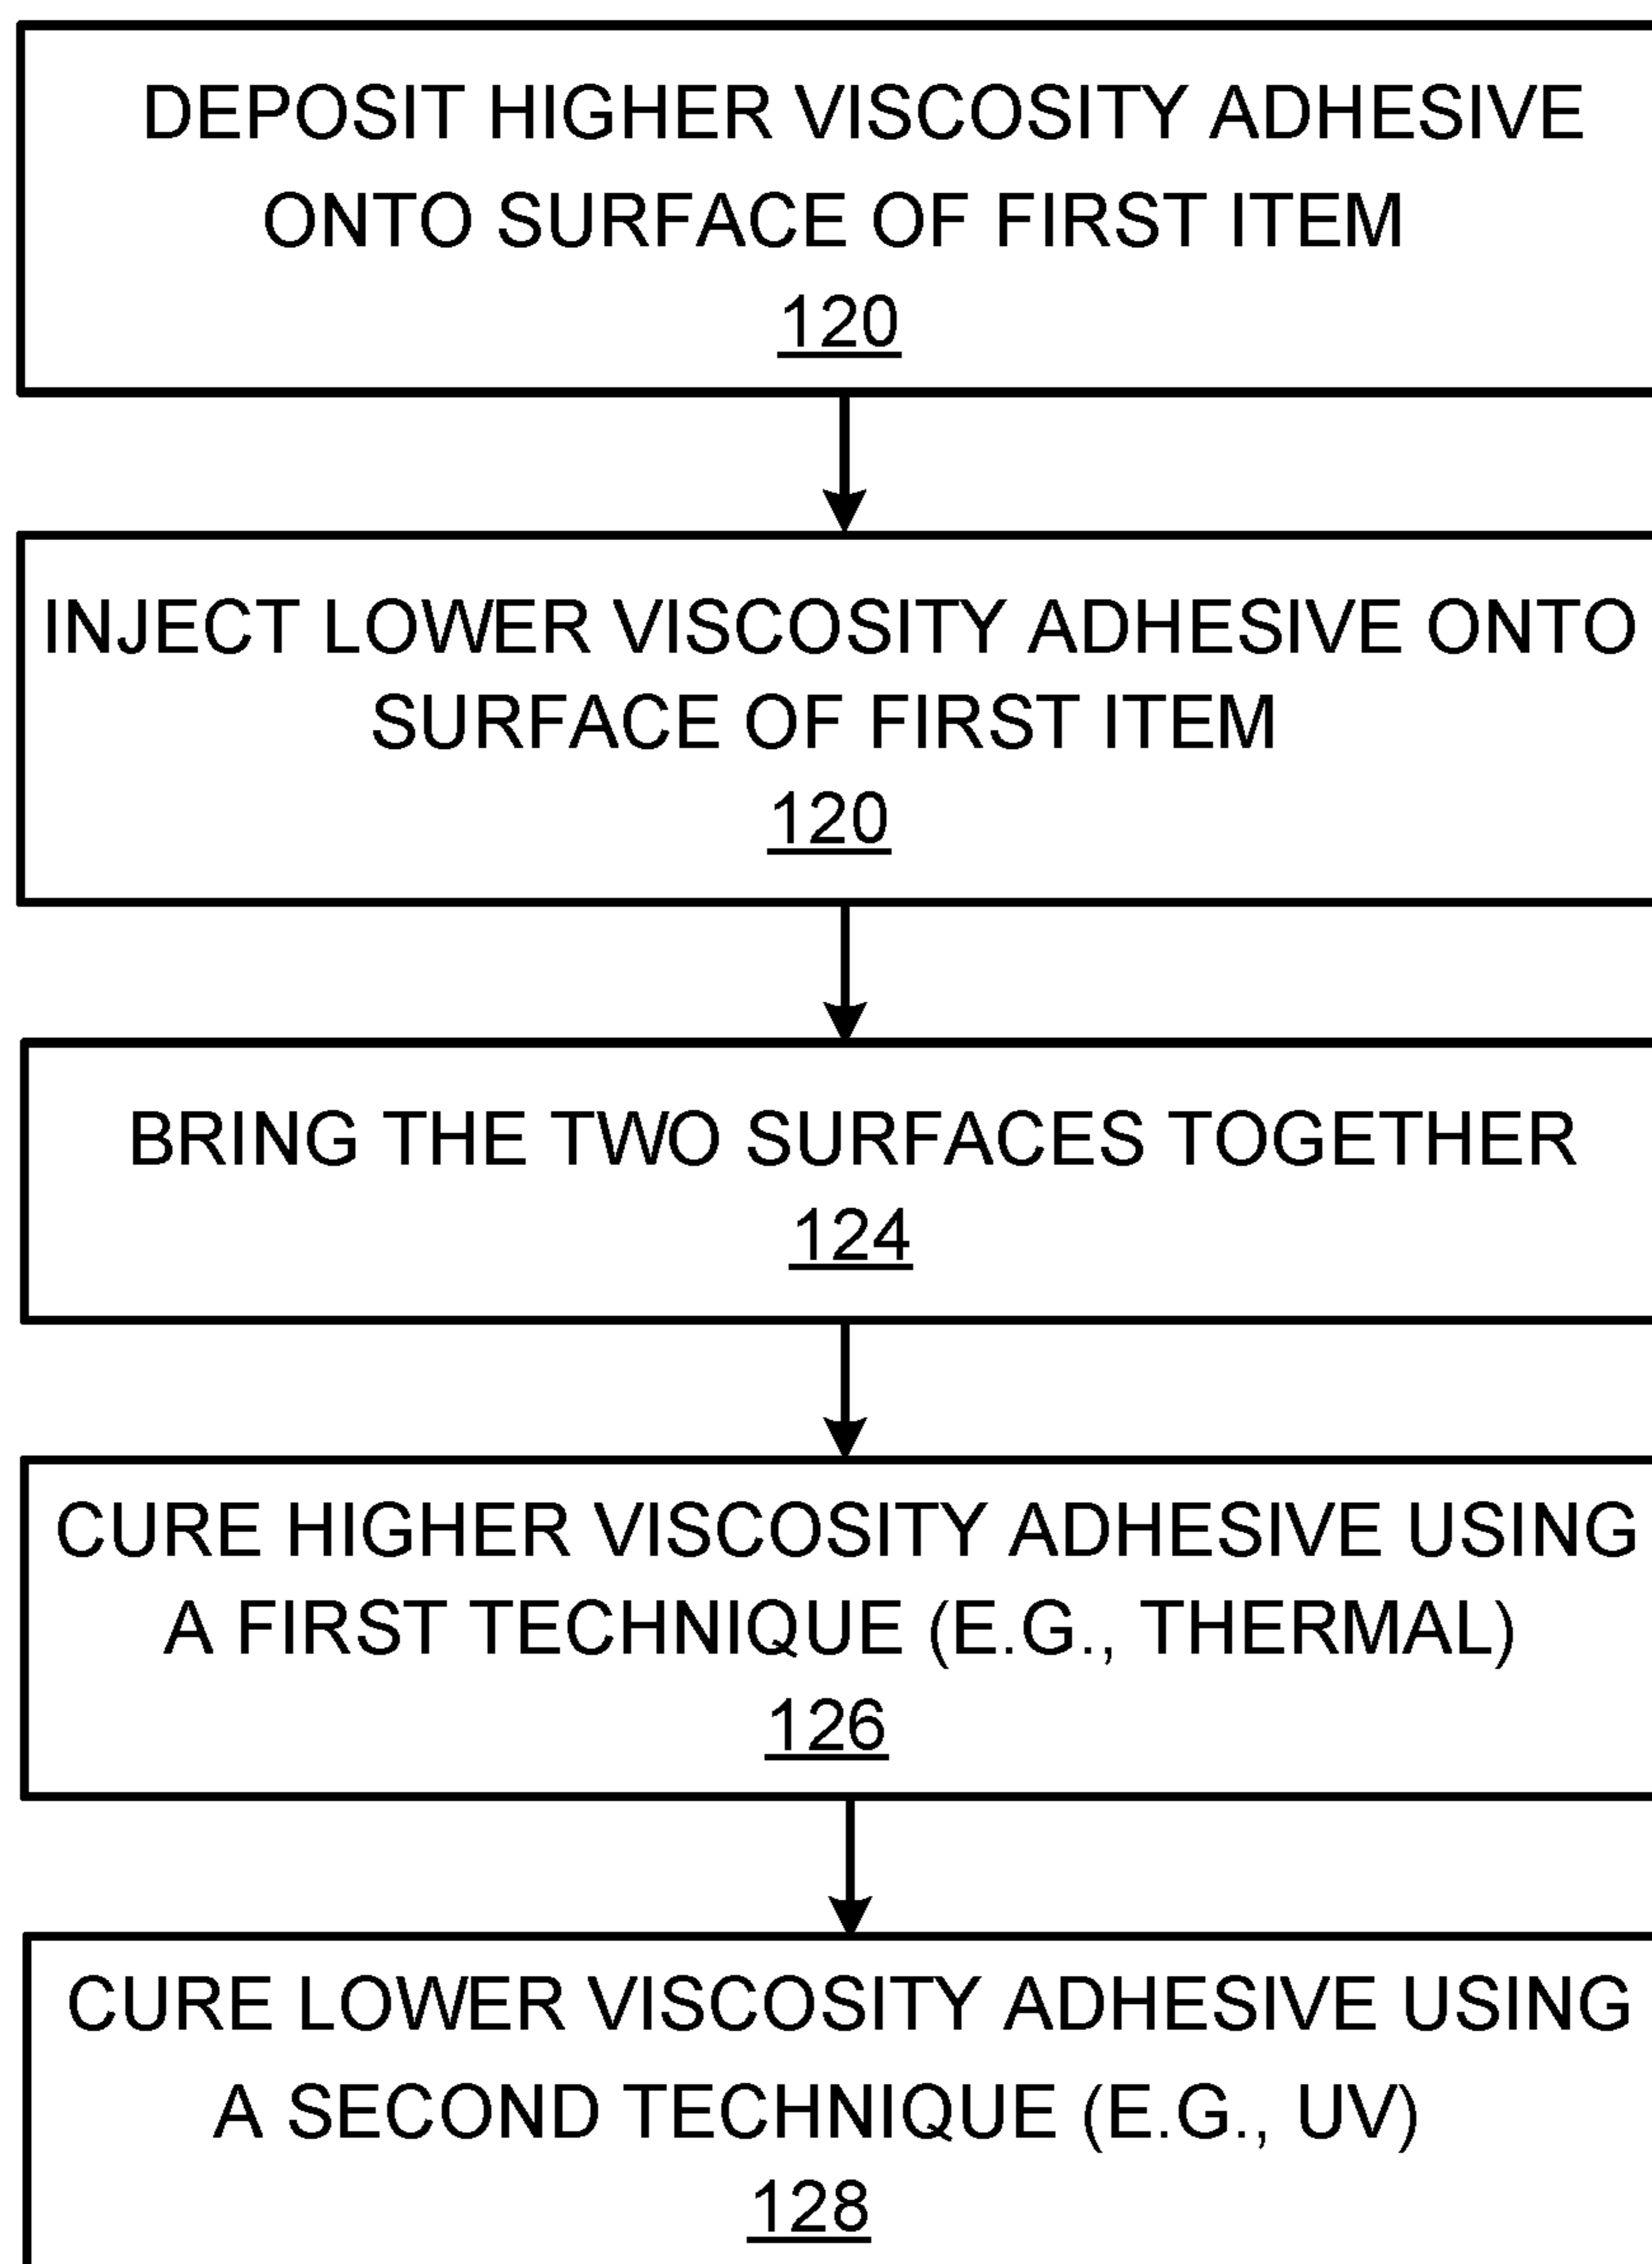 DEPOSIT HIGHER VISCOSITY ADHESIVE
ONTO SURFACE OF FIRST ITEM
120
INJECT LOWER VISCOSITY ADHESIVE ONTO
SURFACE OF FIRST ITEM
120
BRING THE TWO SURFACES TOGETHER
124
CURE HIGHER VISCOSITY ADHESIVE USING
A FIRST TECHNIQUE (E.G., THERMAL)
126
CURE LOWER VISCOSITY ADHESIVE USING
A SECOND TECHNIQUE (E.G., UV)
128